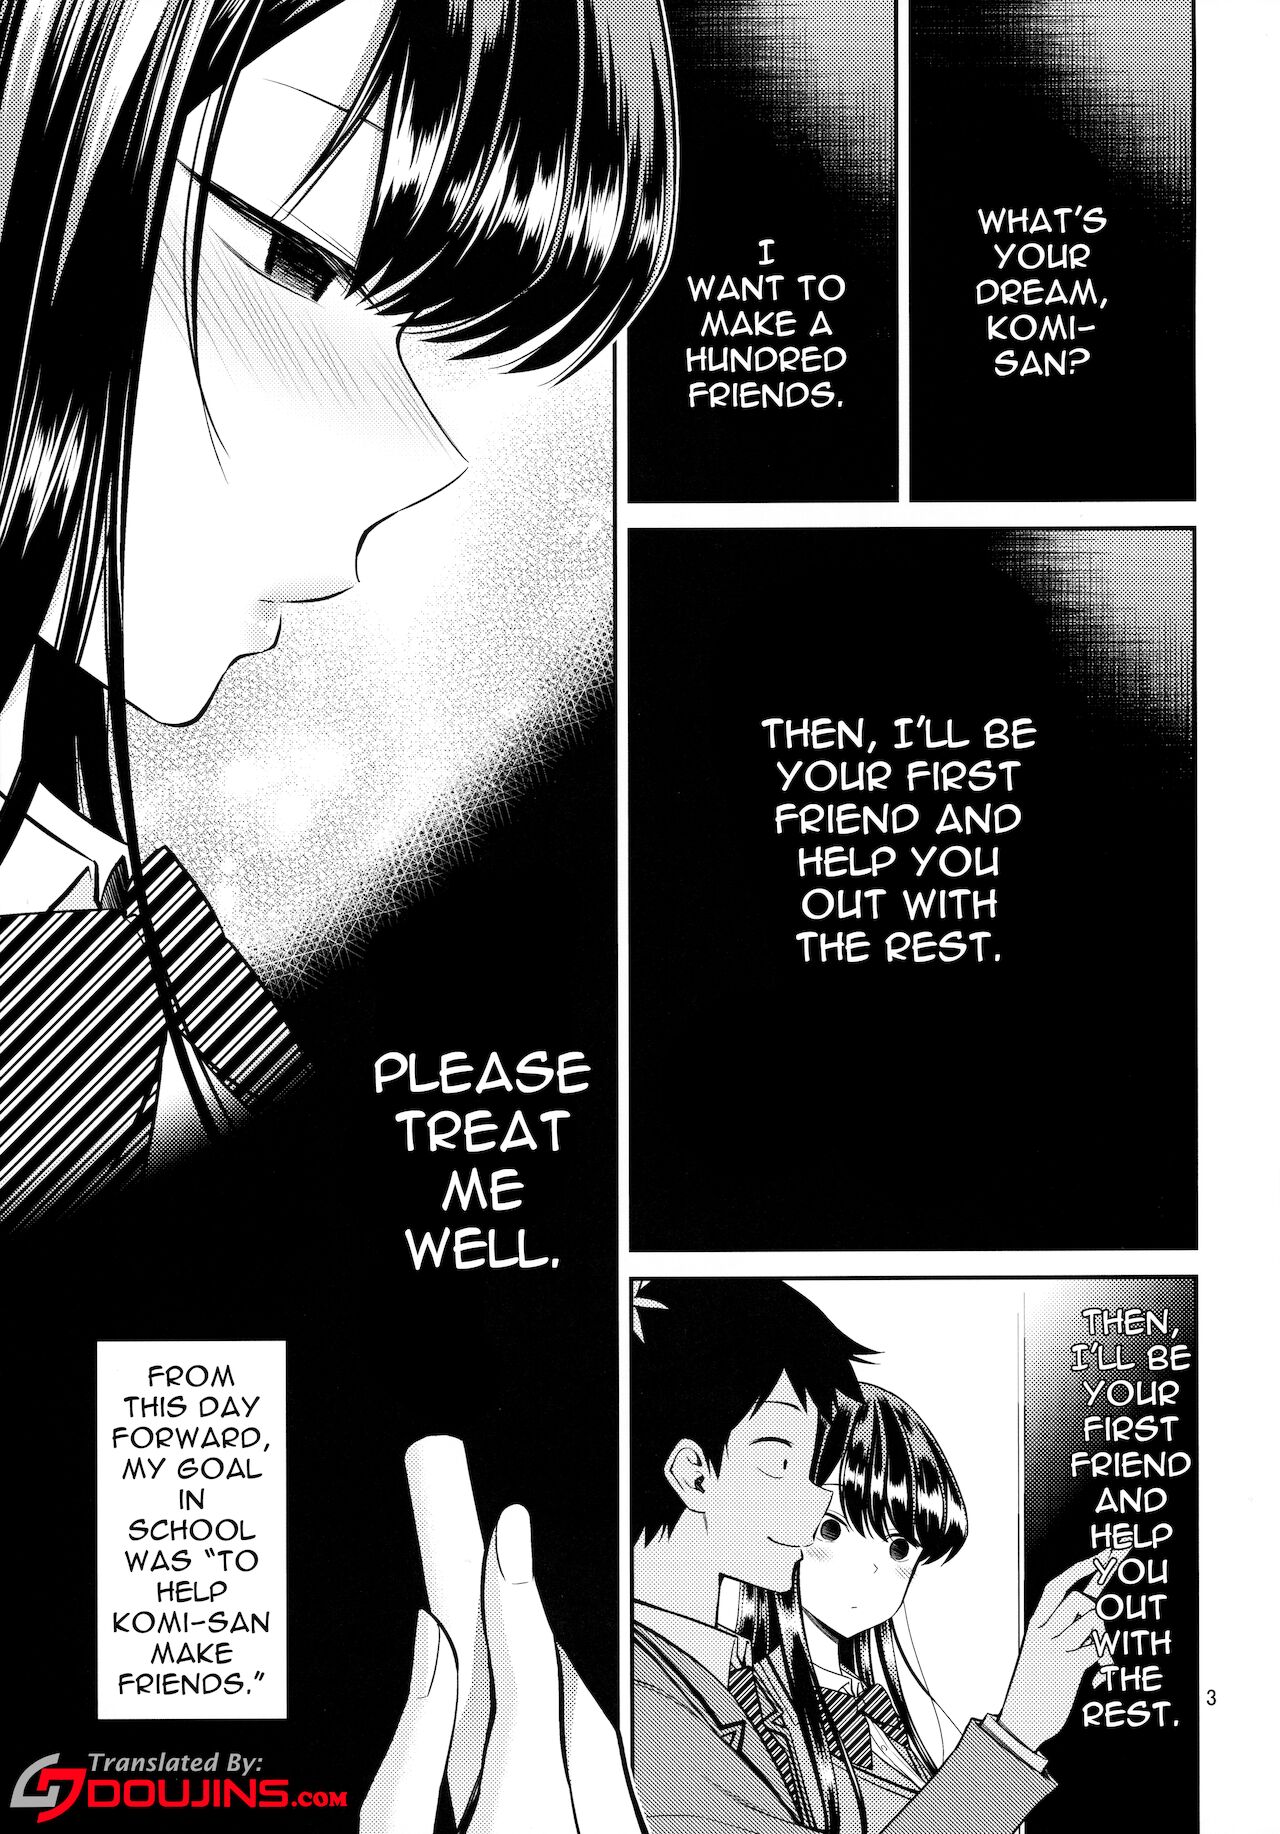 WHAT'S
YOUR
DREAM,
KOMI-
SAN?
I
WANT TO
MAKE A
HUNDRED
FRIENDS.
THEN, I'LL BE
YOUR FIRST
FRIEND AND
HELP YOU
OUT WITH
THE REST.
THEN,
I'LL BE
YOUR
FIRST
FRIEND
AND
HELP
YOU
OUT
WITH
THE
REST.
PLEASE
TREAT
ME
WELL.
FROM
THIS DAY
FORWARD,
MY GOAL
IN
SCHOOL
WAS "TO
HELP
KOMI-SAN
MAKE
FRIENDS."
3
Translated By:
DOUJINS.COM